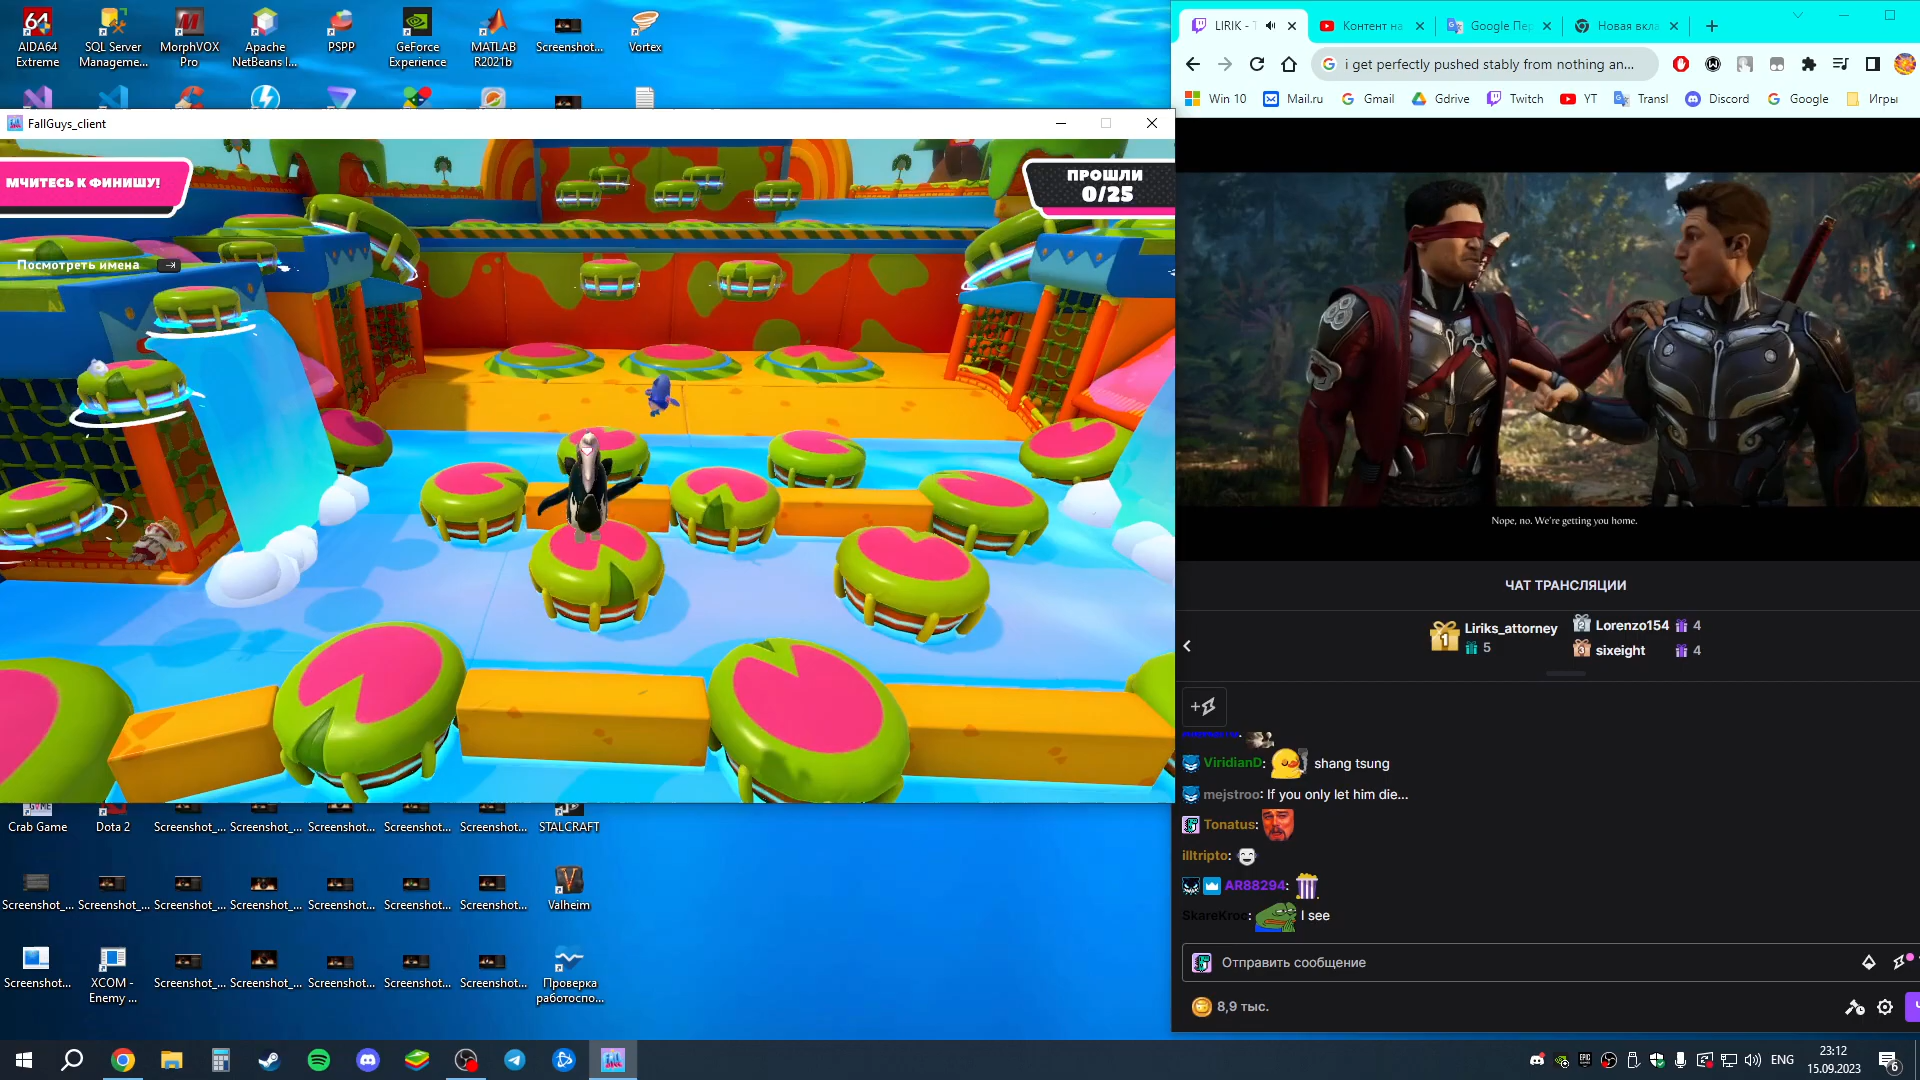 AIDA64 Extreme
SQL Server Manageme...
MorphVOX Pro
Apache NetBeans I...
PSPP
GeForce Experience
MATLAB R2021b
Screenshot...
Vortex
FallGuys_client
МЧИТЕСЬ К ФИНИШУ!
ПРОШЛИ
0/25
Посмотреть имена
Crab Game
Dota 2
Screenshot_...
Screenshot_...
Screenshot...
Screenshot...
Screenshot...
STALCRAFT
Screenshot_...
Screenshot_...
Screenshot_...
Screenshot_...
Screenshot...
Screenshot...
Screenshot...
Valheim
Screenshot...
XCOM - Enemy ...
Screenshot_...
Screenshot_...
Screenshot...
Screenshot...
Screenshot...
Проверка работоспо...
LIRIK - T
Контент на
Google Пер
Новая вкла
i get perfectly pushed stably from nothing an...
Win 10
Mail.ru
Gmail
Gdrive
Twitch
YT
Transl
Discord
Google
Игры
Nope, no. We're getting you home.
ЧАТ ТРАНСЛЯЦИИ
1 Liriks_attorney 5
2 Lorenzo154 4
3 sixeight 4
ViridianD: shang tsung
mejstroo: If you only let him die...
Tonatus:
illtripto:
AR88294:
SkareKroc: I see
Отправить сообщение
8,9 тыс.
ENG
23:12
15.09.2023
6